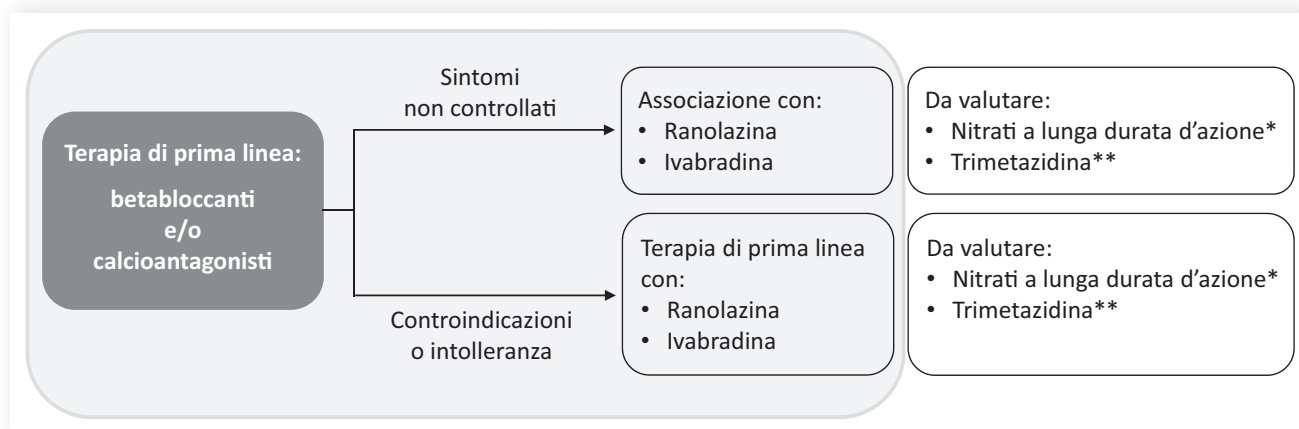 Terapia di prima linea:
betabloccanti
e/o
calcioantagonisti
Sintomi
non controllati
Associazione con:
• Ranolazina
• Ivabradina
Da valutare:
• Nitrati a lunga durata d'azione*
• Trimetazidina**
Controindicazioni
o intolleranza
Terapia di prima linea
con:
• Ranolazina
• Ivabradina
Da valutare:
• Nitrati a lunga durata d'azione*
• Trimetazidina**